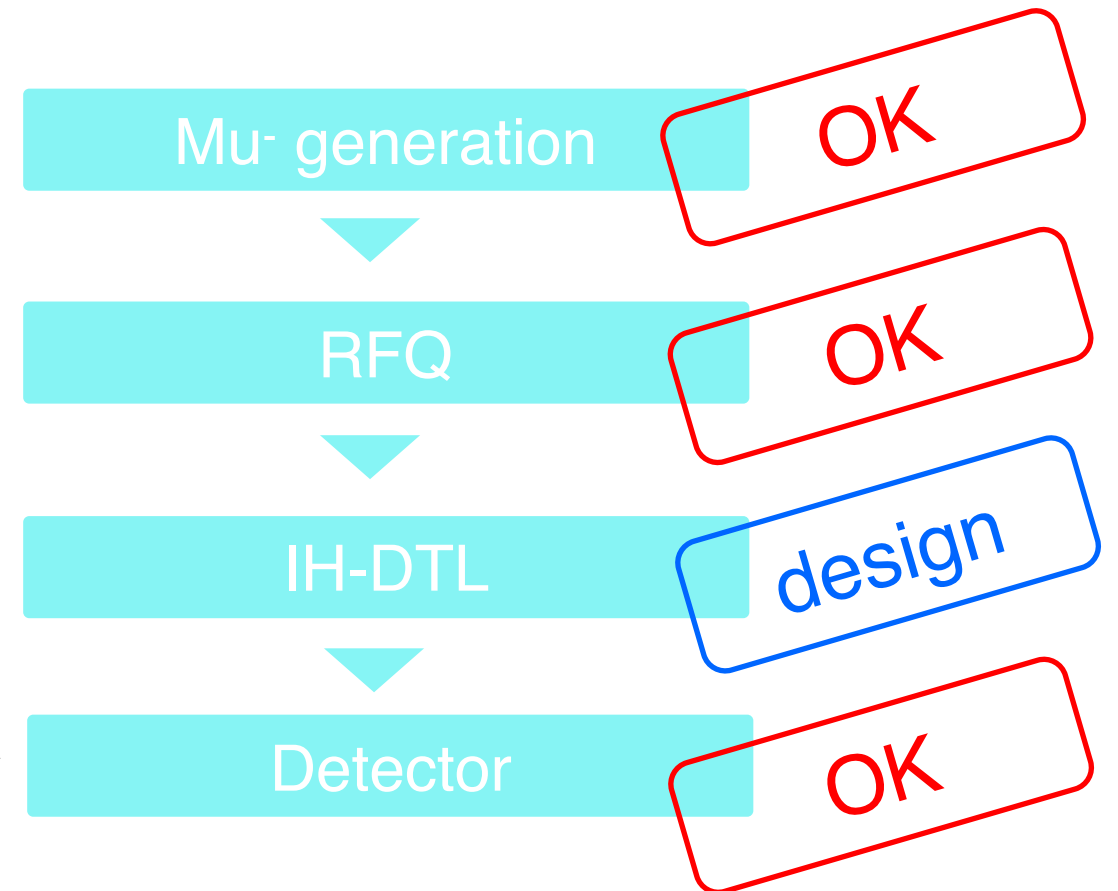 Mu⁻ generation
OK
RFQ
OK
IH-DTL
design
Detector
OK